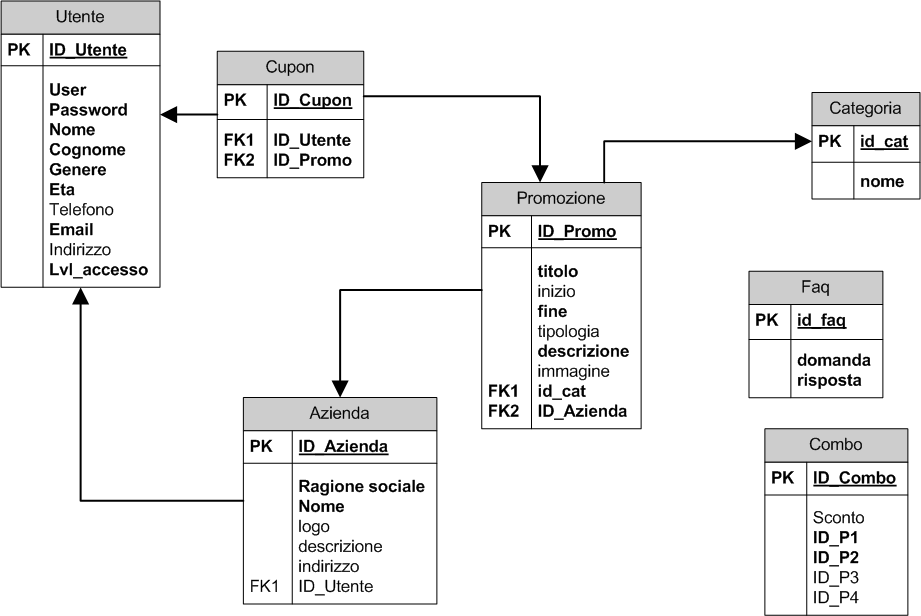 Utente
PK ID_Utente
User
Password
Nome
Cognome
Genere
Eta
Telefono
Email
Indirizzo
Lvl_accesso
Cupon
PK ID_Cupon
FK1 ID_Utente
FK2 ID_Promo
Promozione
PK ID_Promo
titolo
inizio
fine
tipologia
descrizione
immagine
FK1 id_cat
FK2 ID_Azienda
Categoria
PK id_cat
nome
Faq
PK id_faq
domanda
risposta
Azienda
PK ID_Azienda
Ragione sociale
Nome
logo
descrizione
indirizzo
FK1 ID_Utente
Combo
PK ID_Combo
Sconto
ID_P1
ID_P2
ID_P3
ID_P4